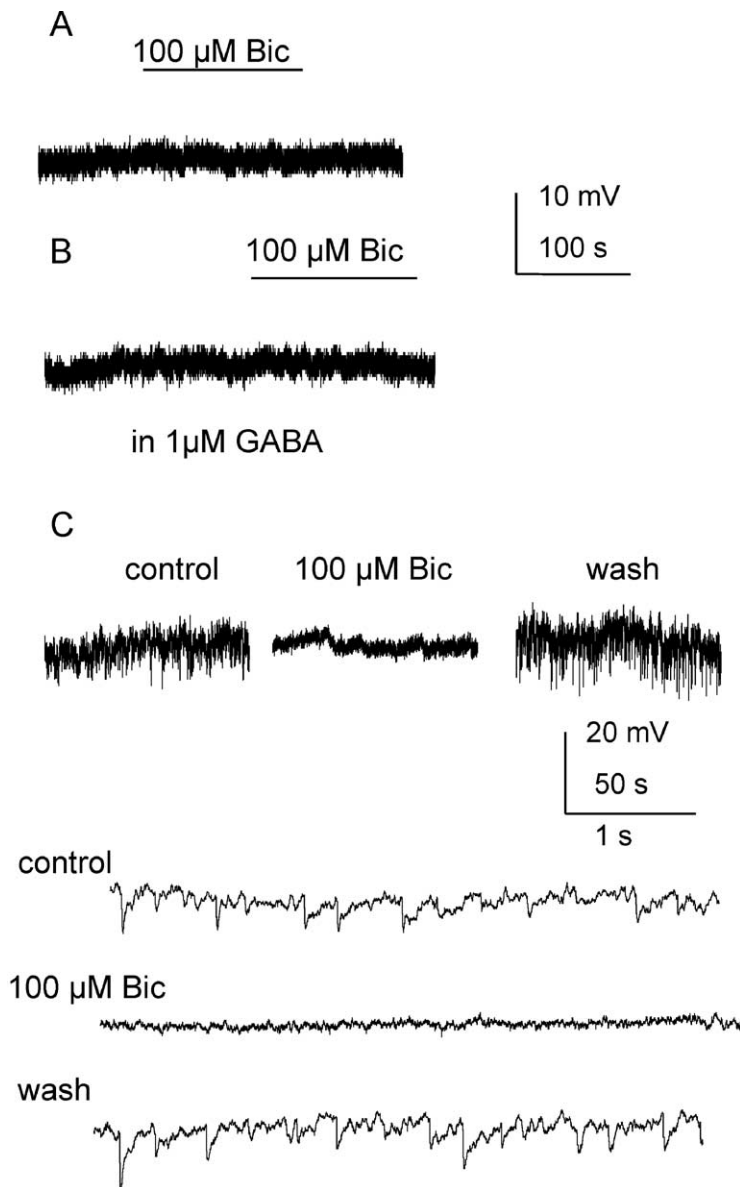 A
100 µM Bic
10 mV
100 s
B
100 µM Bic
in 1µM GABA
C
control 100 µM Bic wash
20 mV
50 s
1 s
control
100 µM Bic
wash